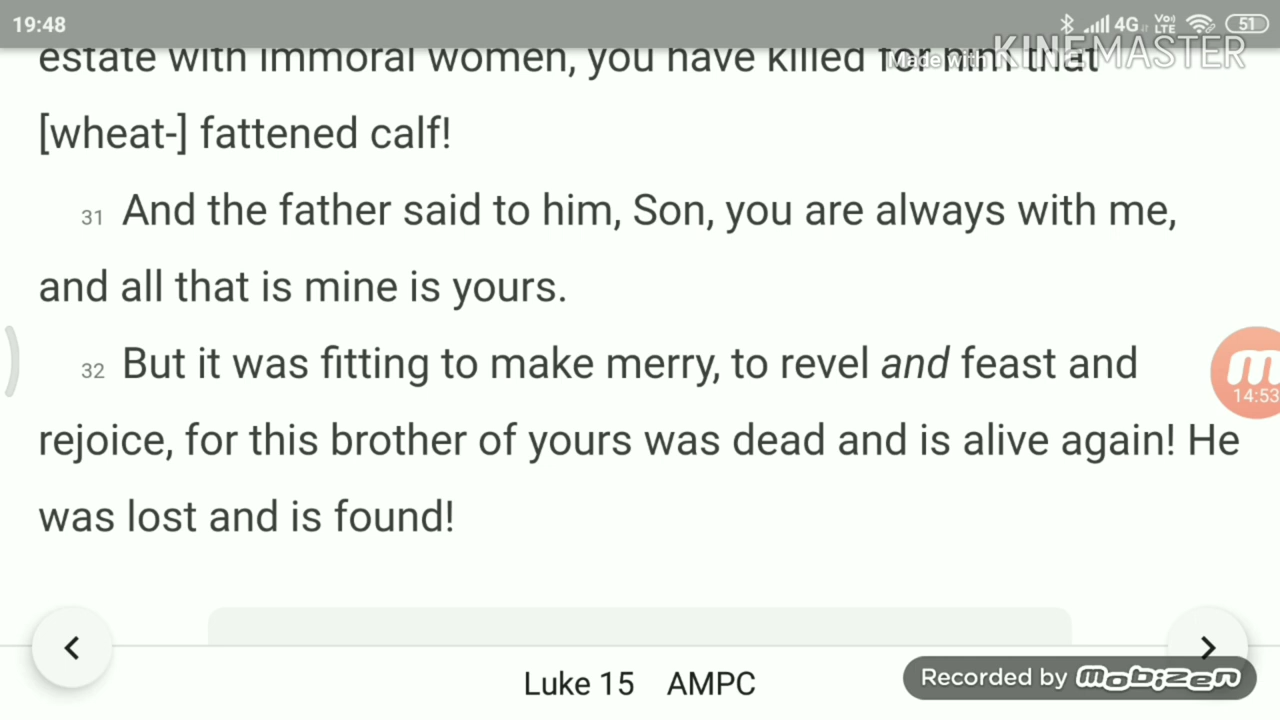 19:48 4G VoJ LTE 51
Made with KINEMASTER
estate with immoral women, you have killed for him that
[wheat-] fattened calf!
31 And the father said to him, Son, you are always with me,
and all that is mine is yours.
32 But it was fitting to make merry, to revel and feast and
rejoice, for this brother of yours was dead and is alive again! He
was lost and is found!
14:53
Luke 15 AMPC
Recorded by mobizen